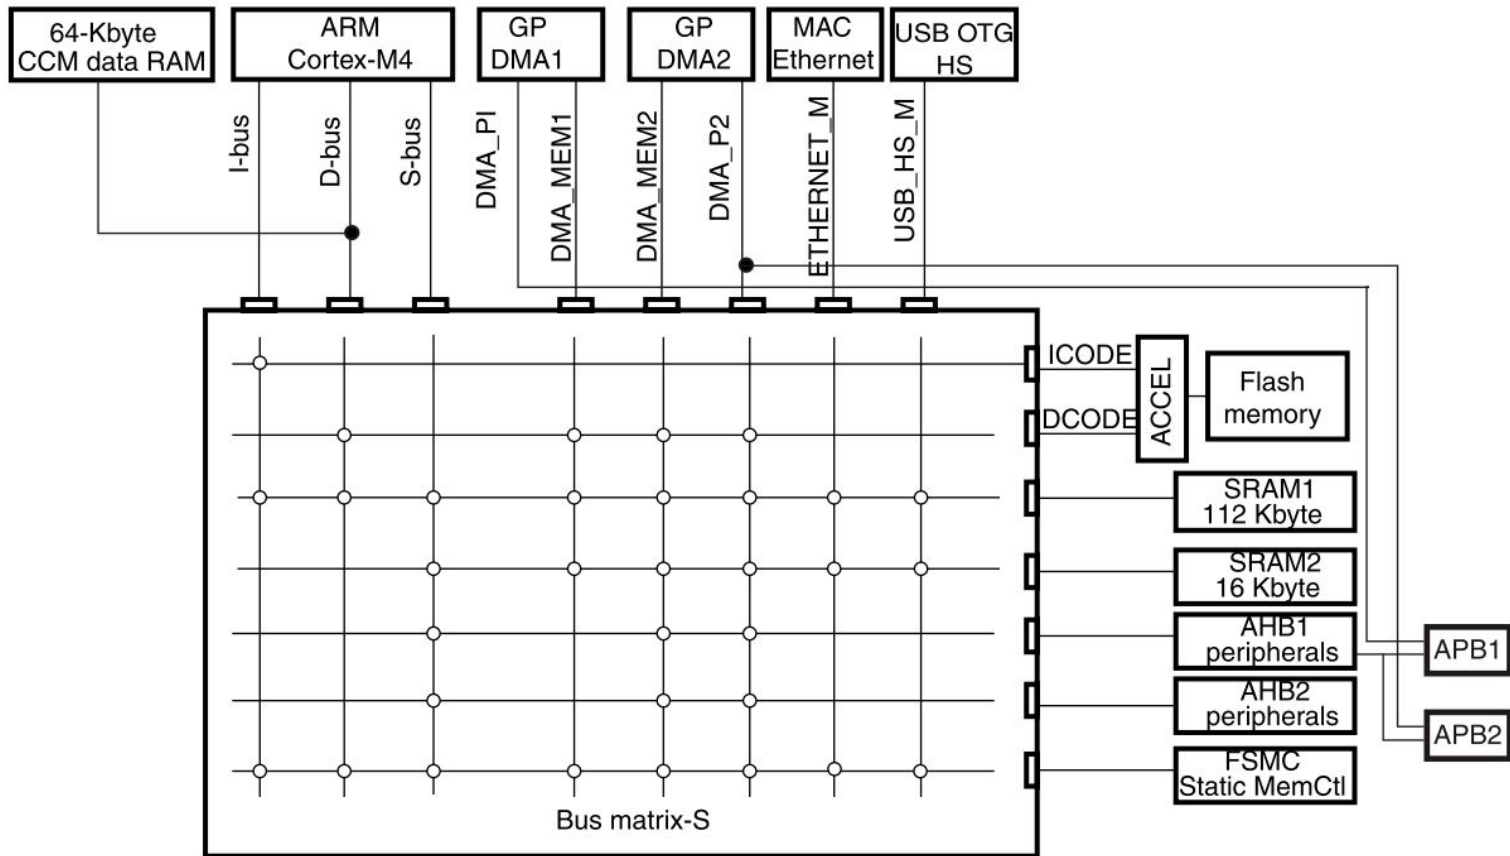 64-Kbyte
CCM data RAM
ARM
Cortex-M4
GP
DMA1
GP
DMA2
MAC
Ethernet
USB OTG
HS
I-bus
D-bus
S-bus
DMA_PI
DMA_MEM1
DMA_MEM2
DMA_P2
ETHERNET_M
USB_HS_M
ICODE
DCODE
ACCEL
Flash
memory
SRAM1
112 Kbyte
SRAM2
16 Kbyte
AHB1
peripherals
APB1
AHB2
peripherals
APB2
FSMC
Static MemCtl
Bus matrix-S